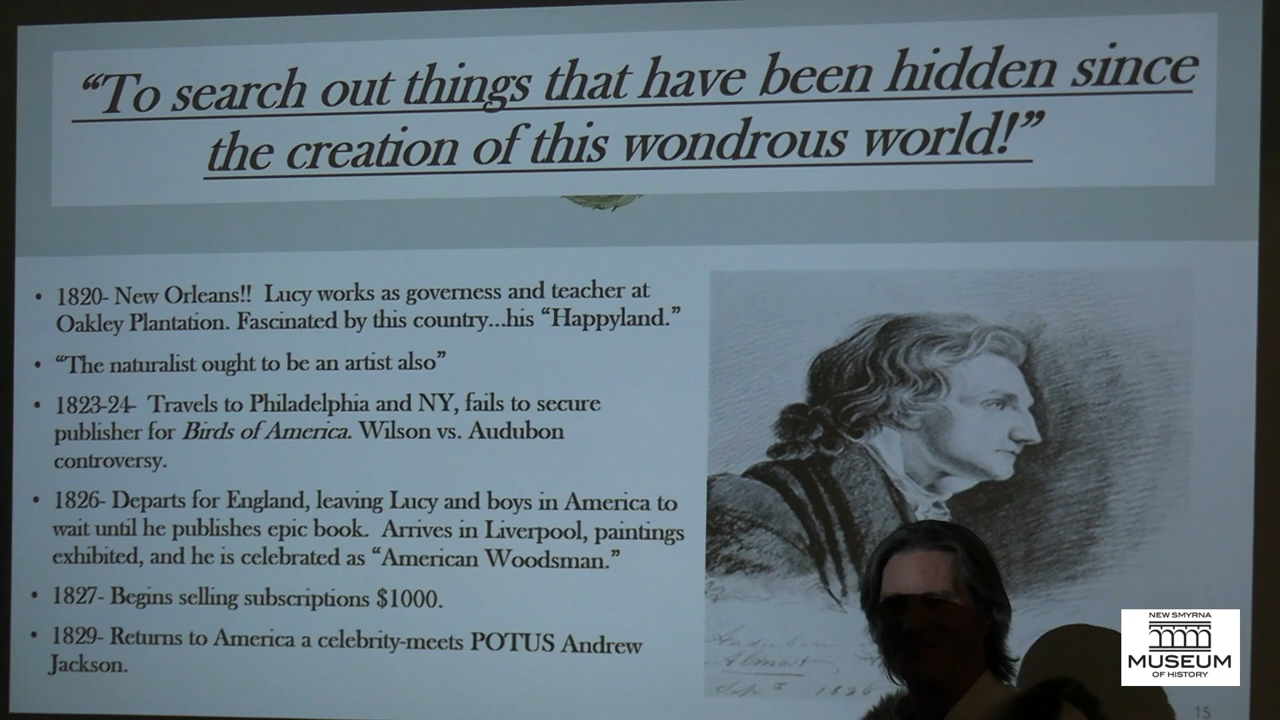 “To search out things that have been hidden since
the creation of this wondrous world!”
• 1820- New Orleans!! Lucy works as governess and teacher at
Oakley Plantation. Fascinated by this country...his “Happyland.”
• “The naturalist ought to be an artist also”
• 1823-24- Travels to Philadelphia and NY, fails to secure
publisher for Birds of America. Wilson vs. Audubon
controversy.
• 1826- Departs for England, leaving Lucy and boys in America to
wait until he publishes epic book. Arrives in Liverpool, paintings
exhibited, and he is celebrated as “American Woodsman.”
• 1827- Begins selling subscriptions $1000.
• 1829- Returns to America a celebrity-meets POTUS Andrew
Jackson.
Audubon
Almost
1826
NEW SMYRNA
MUSEUM
OF HISTORY
15